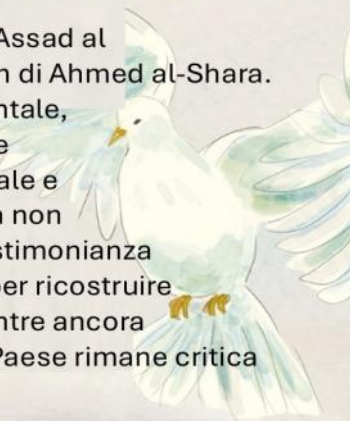 Assad al
n di Ahmed al-Shara.
ntale,
e
ale e
a non
stimonianza
per ricostruire
ntre ancora
Paese rimane critica